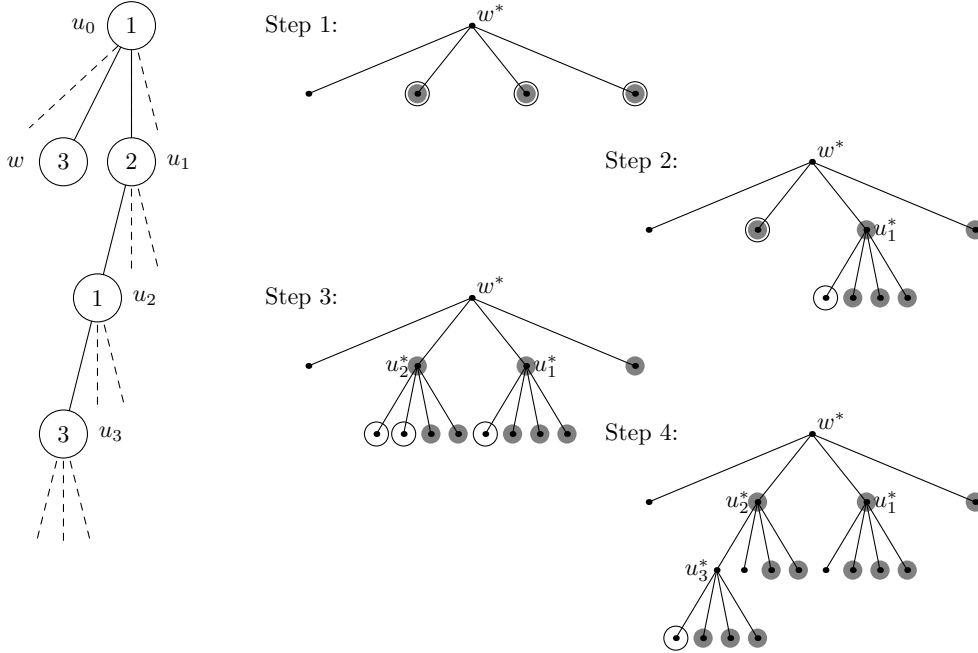 u₀ 1
w 3 2 u₁
1 u₂
3 u₃
Step 1:
w*
Step 2:
w*
u₁*
Step 3:
w*
u₂* u₁*
Step 4:
w*
u₂* u₁*
u₃*